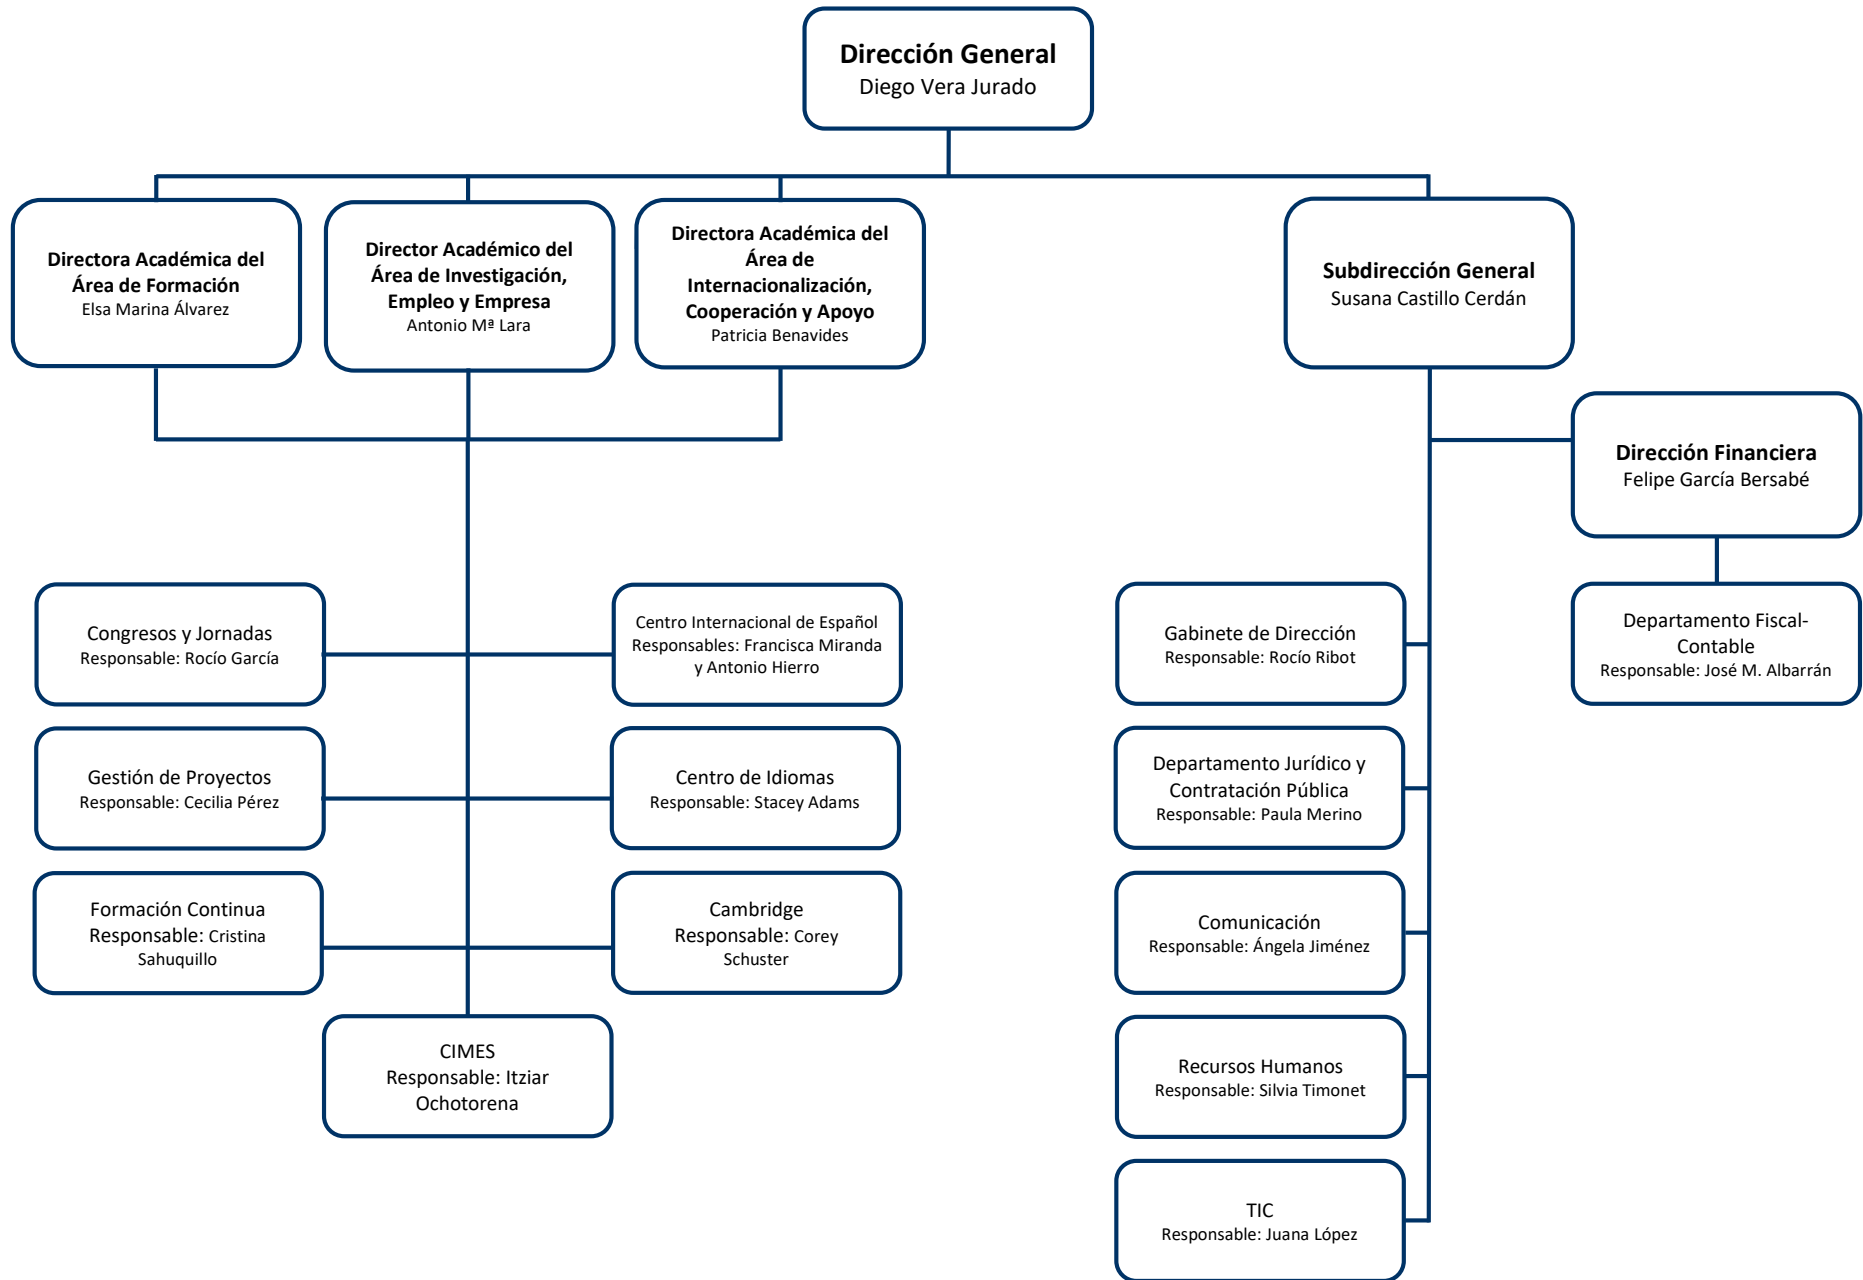 Dirección General
Diego Vera Jurado
Directora Académica del
Área de Formación
Elsa Marina Álvarez
Director Académico del
Área de Investigación,
Empleo y Empresa
Antonio Mª Lara
Directora Académica del
Área de
Internacionalización,
Cooperación y Apoyo
Patricia Benavides
Subdirección General
Susana Castillo Cerdán
Dirección Financiera
Felipe García Bersabé
Congresos y Jornadas
Responsable: Rocío García
Centro Internacional de Español
Responsables: Francisca Miranda
y Antonio Hierro
Gabinete de Dirección
Responsable: Rocío Ribot
Departamento Fiscal-
Contable
Responsable: José M. Albarrán
Gestión de Proyectos
Responsable: Cecilia Pérez
Centro de Idiomas
Responsable: Stacey Adams
Departamento Jurídico y
Contratación Pública
Responsable: Paula Merino
Formación Continua
Responsable: Cristina
Sahuquillo
Cambridge
Responsable: Corey
Schuster
Comunicación
Responsable: Ángela Jiménez
CIMES
Responsable: Itziar
Ochotorena
Recursos Humanos
Responsable: Silvia Timonet
TIC
Responsable: Juana López